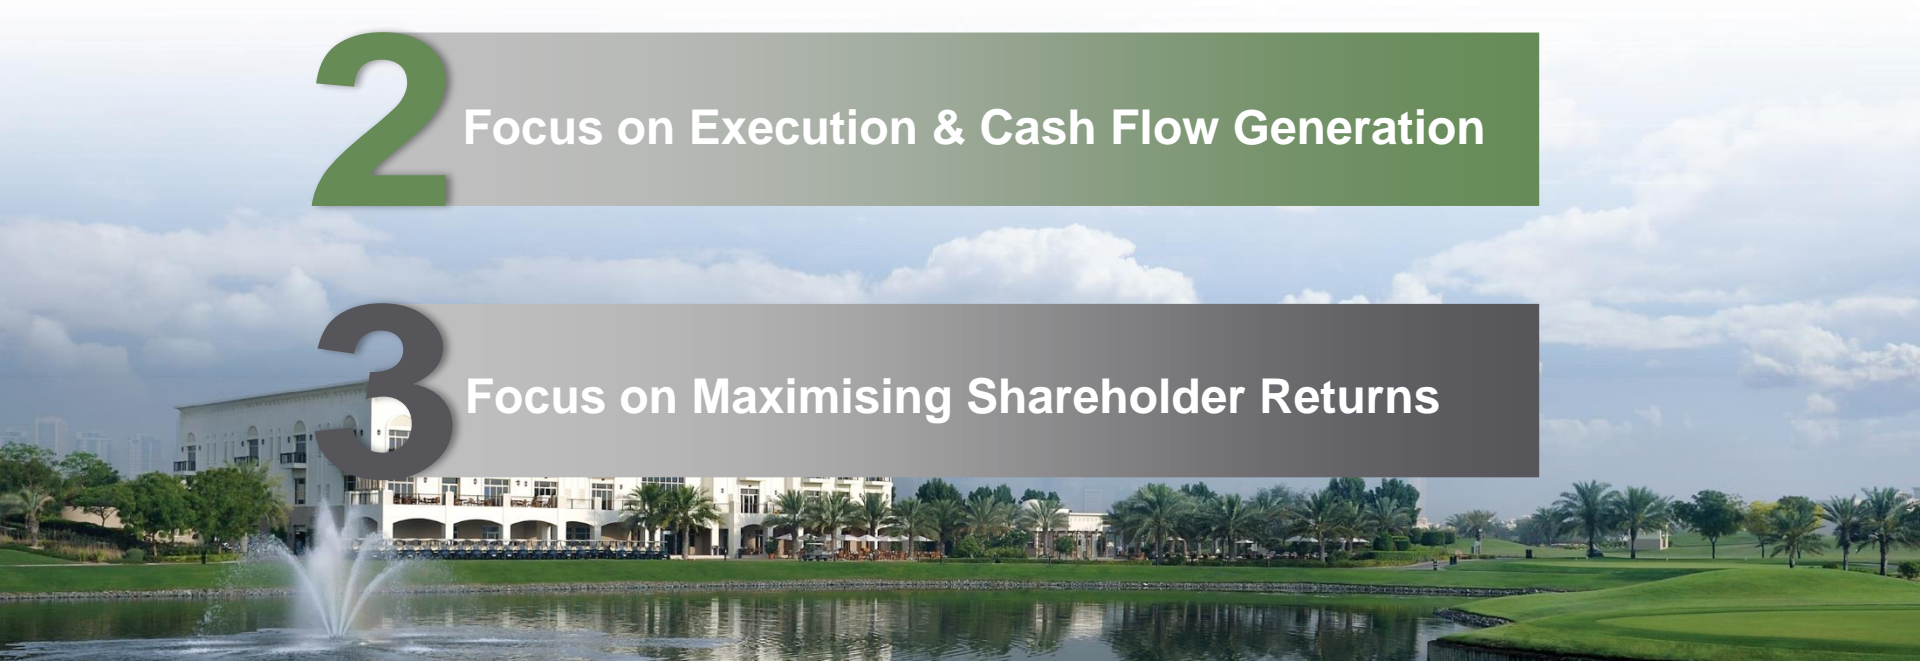 2
Focus on Execution & Cash Flow Generation
3
Focus on Maximising Shareholder Returns